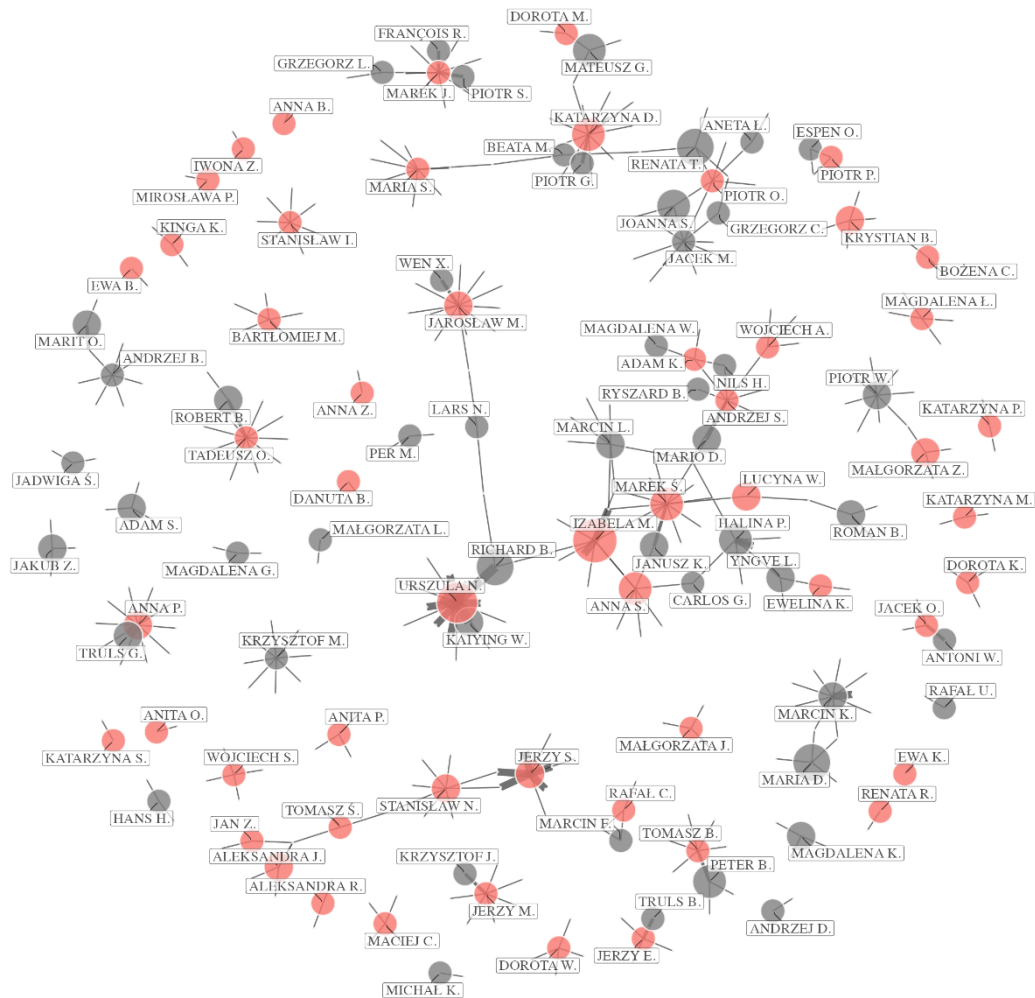 DOROTA M.
FRANÇOIS R.
MATEUSZ G.
GRZEGORZ L.
MAREK J.
PIOTR S.
ANNA B.
KATARZYNA D.
ANETA Ł.
ESPEN O.
BEATA M.
RENATA T.
IWONA Z.
PIOTR P.
MARIA S.
PIOTR G.
MIROSŁAWA P.
PIOTR O.
JOANNA S.
GRZEGORZ C.
KINGA K.
STANISŁAW I.
KRYSTIAN B.
JACEK M.
WEN X.
BOŻENA C.
EWA B.
MAGDALENA Ł.
JAROSŁAW M.
MARIT O.
BARTŁOMIEJ M.
MAGDALENA W.
WOJCIECH A.
ANDRZEJ B.
ADAM K.
PIOTR W.
NILS H.
RYSZARD B.
ANNA Z.
LARS N.
KATARZYNA P.
ROBERT B.
ANDRZEJ S.
MARCIN L.
PER M.
MARIO D.
TADEUSZ O.
MAŁGORZATA Z.
JADWIGA Ś.
MAREK Ś.
LUCYNA W.
DANUTA B.
KATARZYNA M.
ADAM S.
MAŁGORZATA L.
IZABELA M.
HALINA P.
ROMAN B.
RICHARD B.
JANUSZ K.
YNGVE L.
JAKUB Z.
MAGDALENA G.
DOROTA K.
URSZULA N.
ANNA S.
CARLOS G.
EWELINA K.
ANNA P.
JACEK O.
KRZYSZTOF M.
KAIYING W.
TRULS G.
ANTONI W.
RAFAŁ U.
MARCIN K.
ANITA O.
ANITA P.
KATARZYNA S.
WOJCIECH S.
JERZY S.
MAŁGORZATA J.
EWA K.
MARIA D.
STANISŁAW N.
RAFAŁ C.
RENATA R.
HANS H.
TOMASZ Ś.
JAN Z.
MARCIN F.
TOMASZ B.
MAGDALENA K.
ALEKSANDRA J.
KRZYSZTOF J.
PETER B.
ALEKSANDRA R.
JERZY M.
TRULS B.
ANDRZEJ D.
MACIEJ C.
JERZY E.
DOROTA W.
MICHAŁ K.